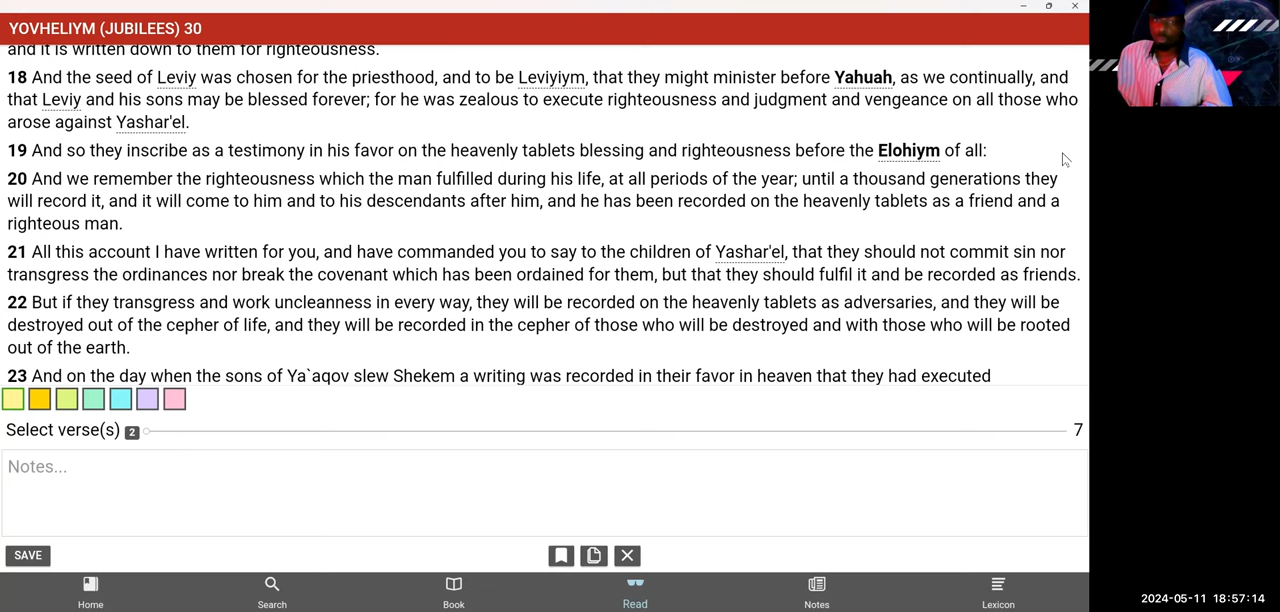 YOVHELIYM (JUBILEES) 30
and it is written down to them for righteousness.
18 And the seed of Leviy was chosen for the priesthood, and to be Leviyiym, that they might minister before Yahuah, as we continually, and
that Leviy and his sons may be blessed forever; for he was zealous to execute righteousness and judgment and vengeance on all those who
arose against Yashar'el.
19 And so they inscribe as a testimony in his favor on the heavenly tablets blessing and righteousness before the Elohiym of all:
20 And we remember the righteousness which the man fulfilled during his life, at all periods of the year; until a thousand generations they
will record it, and it will come to him and to his descendants after him, and he has been recorded on the heavenly tablets as a friend and a
righteous man.
21 All this account I have written for you, and have commanded you to say to the children of Yashar'el, that they should not commit sin nor
transgress the ordinances nor break the covenant which has been ordained for them, but that they should fulfil it and be recorded as friends.
22 But if they transgress and work uncleanness in every way, they will be recorded on the heavenly tablets as adversaries, and they will be
destroyed out of the cepher of life, and they will be recorded in the cepher of those who will be destroyed and with those who will be rooted
out of the earth.
23 And on the day when the sons of Ya`aqov slew Shekem a writing was recorded in their favor in heaven that they had executed
Select verse(s) 2 7
Notes...
SAVE
Home Search Book Read Notes Lexicon
2024-05-11 18:57:14